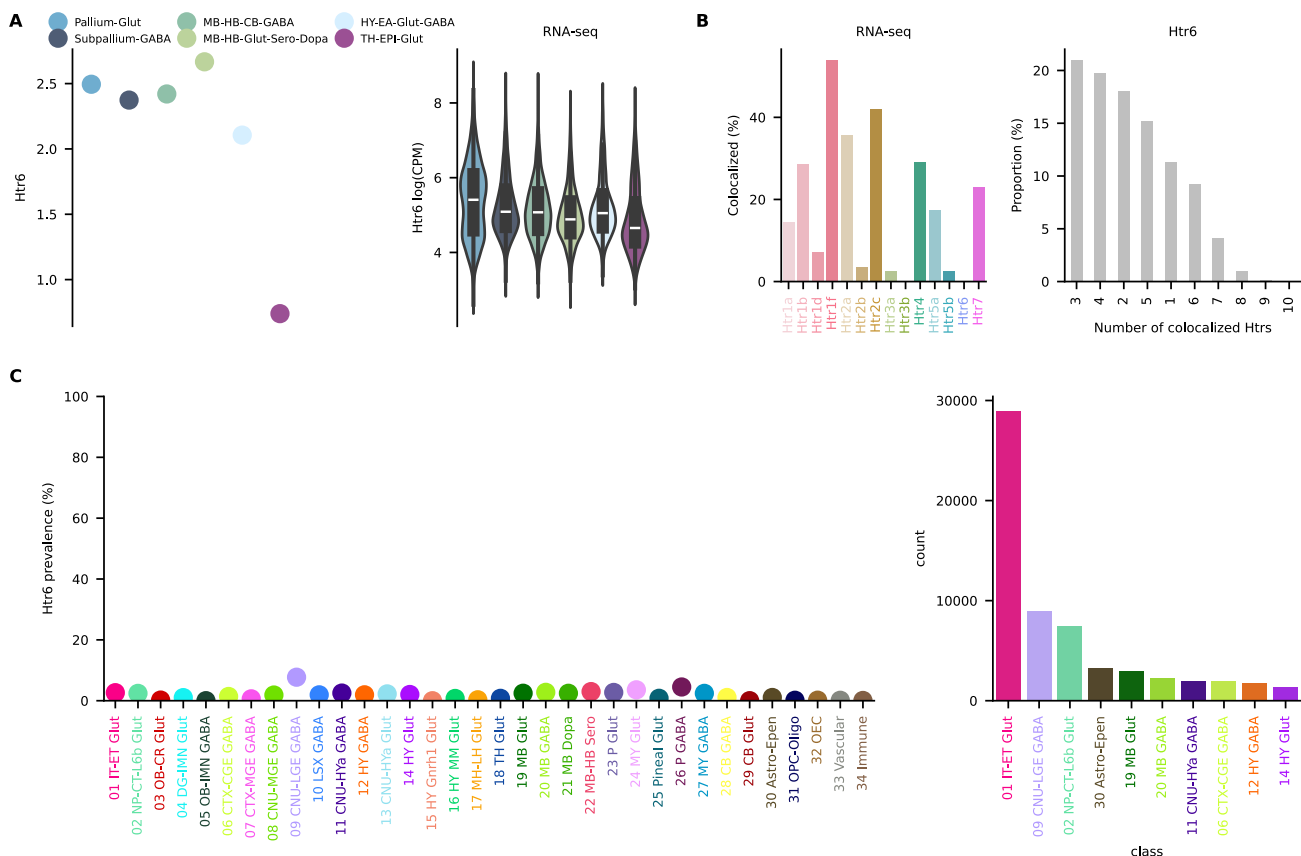 A
Pallium-Glut
Subpallium-GABA
MB-HB-CB-GABA
MB-HB-Glut-Sero-Dopa
HY-EA-Glut-GABA
TH-EPI-Glut
Htr6
2.5
2.0
1.5
1.0
RNA-seq
Htr6 log(CPM)
8
6
4
B
RNA-seq
Colocalized (%)
40
20
0
Htr1a
Htr1b
Htr1d
Htr1f
Htr2a
Htr2b
Htr2c
Htr3a
Htr3b
Htr4
Htr5a
Htr5b
Htr6
Htr7
Htr6
Proportion (%)
20
15
10
5
0
3
4
2
5
1
6
7
8
9
10
Number of colocalized Htrs
C
Htr6 prevalence (%)
100
80
60
40
20
0
01 IT-ET Glut
02 NP-CT-L6b Glut
03 OB-CR Glut
04 DG-IMN Glut
05 OB-IMN GABA
06 CTX-CGE GABA
07 CTX-MGE GABA
08 CNU-MGE GABA
09 CNU-LGE GABA
10 LSX GABA
11 CNU-HYa GABA
12 HY GABA
13 CNU-HYa Glut
14 HY Glut
15 HY Gnrh1 Glut
16 HY MM Glut
17 MH-LH Glut
18 TH Glut
19 MB Glut
20 MB GABA
21 MB Dopa
22 MB-HB Sero
23 P Glut
24 MY Glut
25 Pineal Glut
26 P GABA
27 MY GABA
28 CB GABA
29 CB Glut
30 Astro-Epen
31 OPC-Oligo
32 OEC
33 Vascular
34 Immune
count
30000
20000
10000
0
01 IT-ET Glut
09 CNU-LGE GABA
02 NP-CT-L6b Glut
30 Astro-Epen
19 MB Glut
20 MB GABA
11 CNU-HYa GABA
06 CTX-CGE GABA
12 HY GABA
14 HY Glut
class